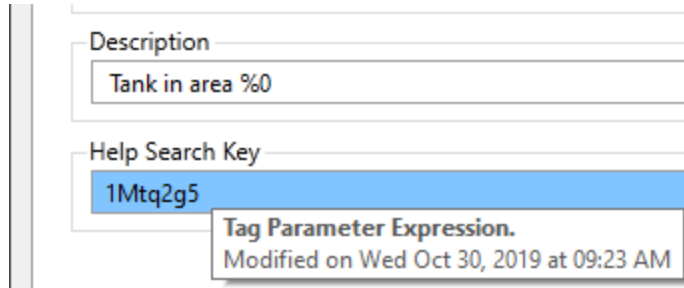 Description
Tank in area %0
Help Search Key
1Mtq2g5
Tag Parameter Expression.
Modified on Wed Oct 30, 2019 at 09:23 AM